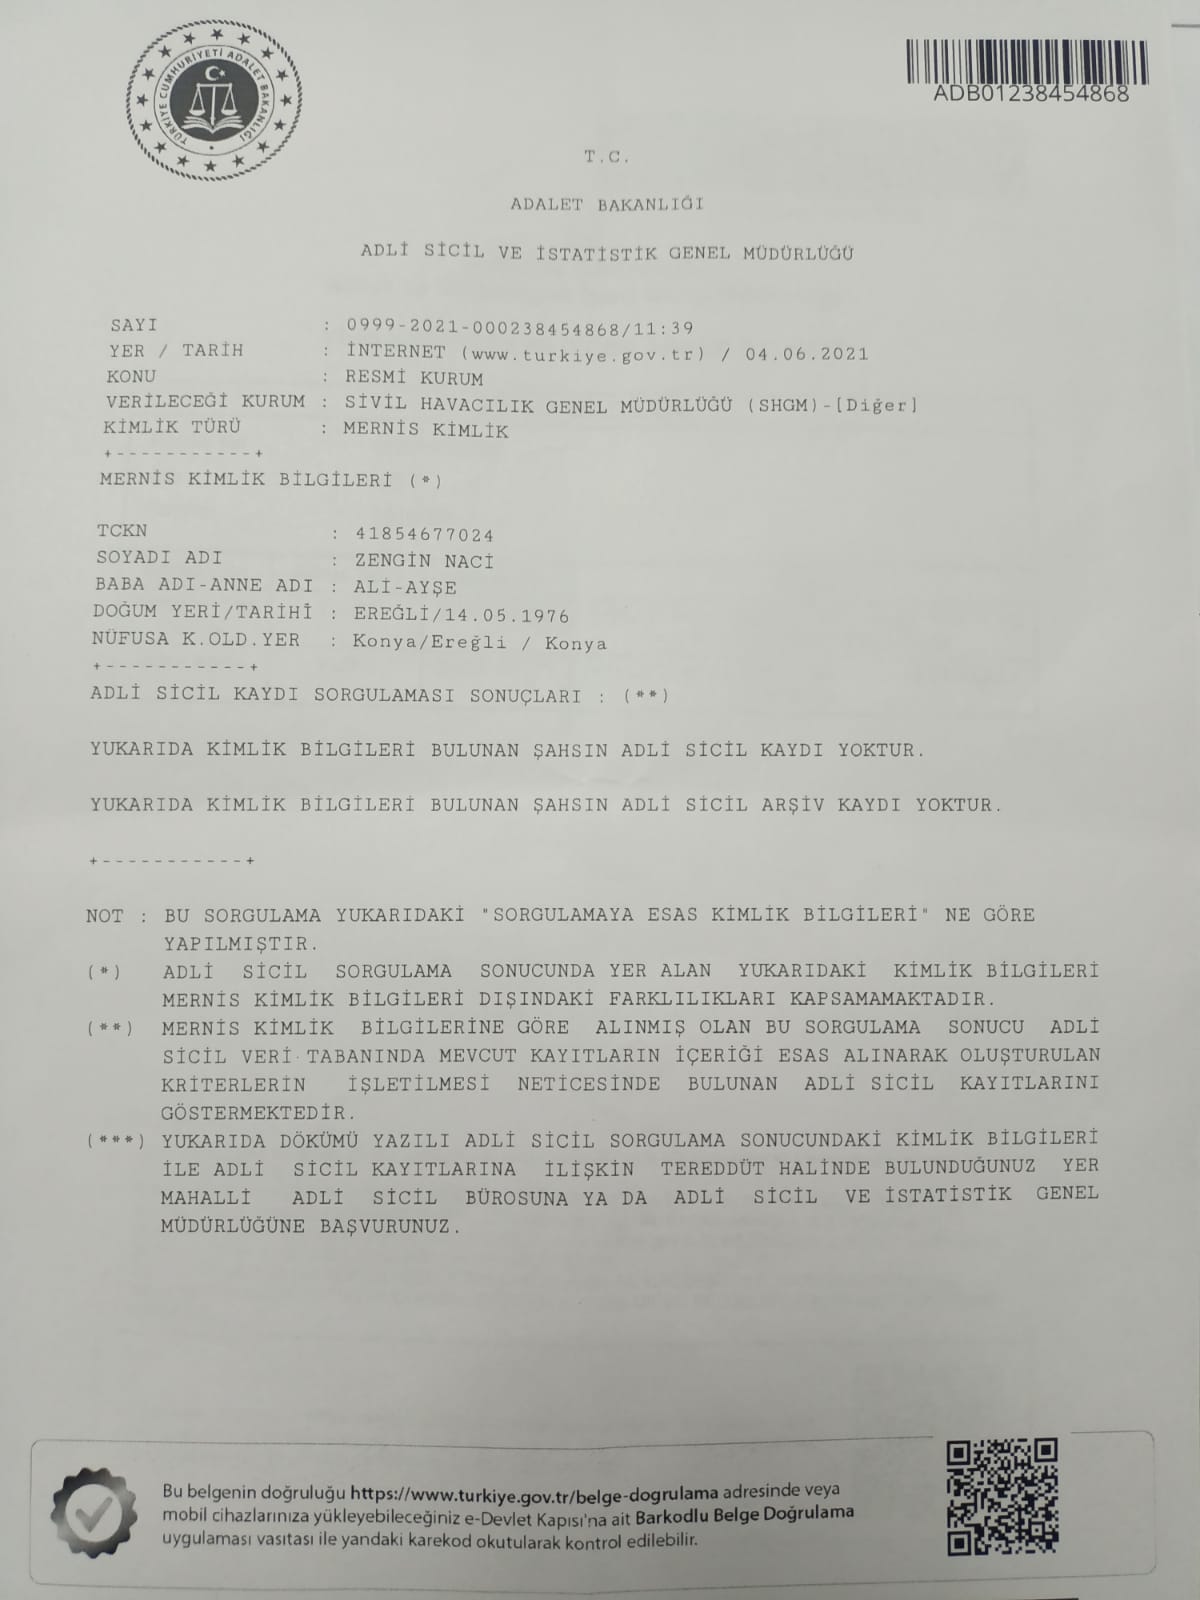 TÜRKİYE CUMHURİYETİ ADALET BAKANLIĞI
ADB01238454868
T.C.
ADALET BAKANLIĞI
ADLİ SİCİL VE İSTATİSTİK GENEL MÜDÜRLÜĞÜ
SAYI : 0999-2021-000238454868/11:39
YER / TARİH : İNTERNET (www.turkiye.gov.tr) / 04.06.2021
KONU : RESMİ KURUM
VERİLECEĞİ KURUM : SİVİL HAVACILIK GENEL MÜDÜRLÜĞÜ (SHGM)-[Diğer]
KİMLİK TÜRÜ : MERNİS KİMLİK
+-----------+
MERNİS KİMLİK BİLGİLERİ (*)
TCKN : 41854677024
SOYADI ADI : ZENGİN NACİ
BABA ADI-ANNE ADI : ALİ-AYŞE
DOĞUM YERİ/TARİHİ : EREĞLİ/14.05.1976
NÜFUSA K.OLD.YER : Konya/Ereğli / Konya
+-----------+
ADLİ SİCİL KAYDI SORGULAMASI SONUÇLARI : (**)
YUKARIDA KİMLİK BİLGİLERİ BULUNAN ŞAHSIN ADLİ SİCİL KAYDI YOKTUR.
YUKARIDA KİMLİK BİLGİLERİ BULUNAN ŞAHSIN ADLİ SİCİL ARŞİV KAYDI YOKTUR.
+-----------+
NOT : BU SORGULAMA YUKARIDAKİ "SORGULAMAYA ESAS KİMLİK BİLGİLERİ" NE GÖRE
YAPILMIŞTIR.
(*) ADLİ SİCİL SORGULAMA SONUCUNDA YER ALAN YUKARIDAKİ KİMLİK BİLGİLERİ
MERNİS KİMLİK BİLGİLERİ DIŞINDAKİ FARKLILIKLARI KAPSAMAMAKTADIR.
(**) MERNİS KİMLİK BİLGİLERİNE GÖRE ALINMIŞ OLAN BU SORGULAMA SONUCU ADLİ
SİCİL VERİ TABANINDA MEVCUT KAYITLARIN İÇERİĞİ ESAS ALINARAK OLUŞTURULAN
KRİTERLERİN İŞLETİLMESİ NETİCESİNDE BULUNAN ADLİ SİCİL KAYITLARINI
GÖSTERMEKTEDİR.
(***) YUKARIDA DÖKÜMÜ YAZILI ADLİ SİCİL SORGULAMA SONUCUNDAKİ KİMLİK BİLGİLERİ
İLE ADLİ SİCİL KAYITLARINA İLİŞKİN TEREDDÜT HALİNDE BULUNDUĞUNUZ YER
MAHALLİ ADLİ SİCİL BÜROSUNA YA DA ADLİ SİCİL VE İSTATİSTİK GENEL
MÜDÜRLÜĞÜNE BAŞVURUNUZ.
Bu belgenin doğruluğu https://www.turkiye.gov.tr/belge-dogrulama adresinde veya
mobil cihazlarınıza yükleyebileceğiniz e-Devlet Kapısı'na ait Barkodlu Belge Doğrulama
uygulaması vasıtası ile yandaki karekod okutularak kontrol edilebilir.